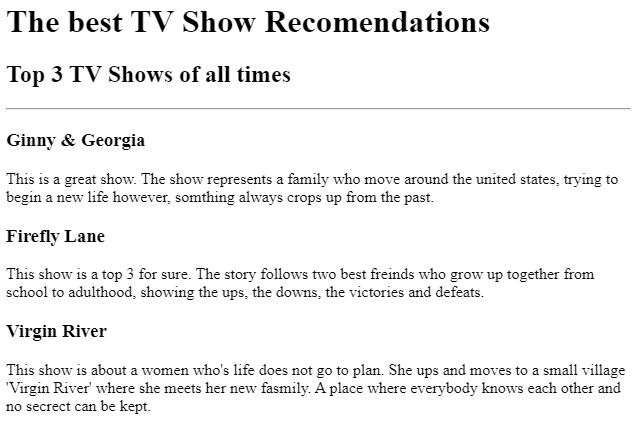 The best TV Show Recomendations
Top 3 TV Shows of all times
Ginny & Georgia
This is a great show. The show represents a family who move around the united states, trying to
begin a new life however, somthing always crops up from the past.
Firefly Lane
This show is a top 3 for sure. The story follows two best freinds who grow up together from
school to adulthood, showing the ups, the downs, the victories and defeats.
Virgin River
This show is about a women who's life does not go to plan. She ups and moves to a small village
'Virgin River' where she meets her new fasmily. A place where everybody knows each other and
no secrect can be kept.